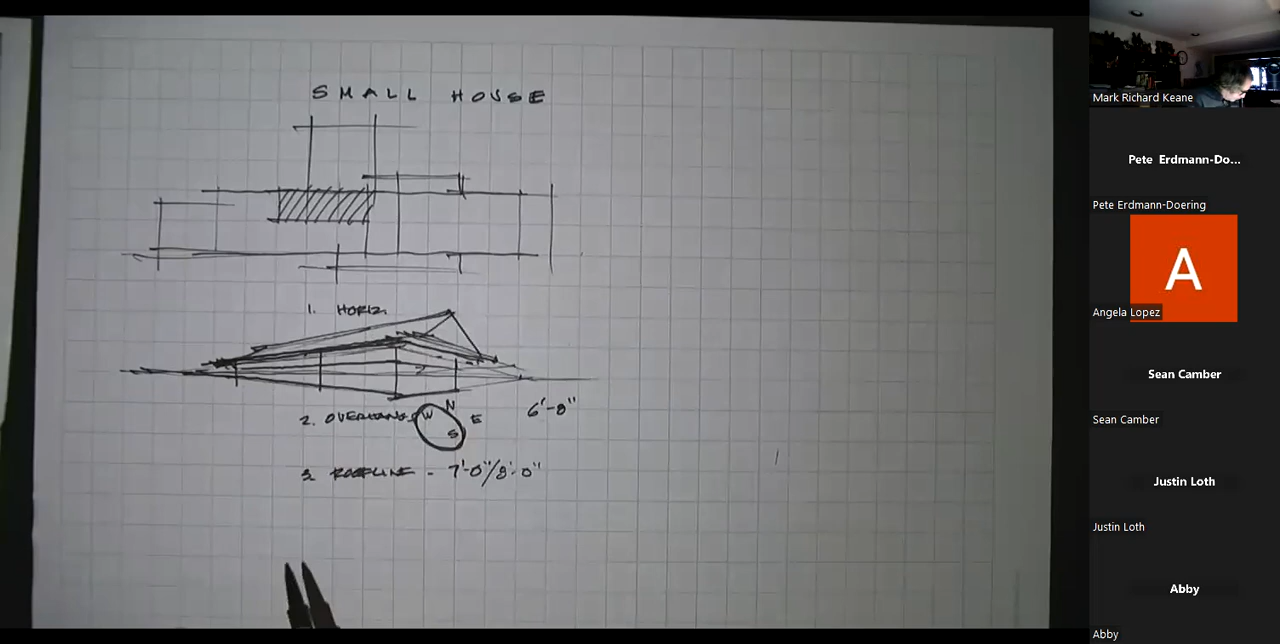 SMALL HOUSE
1. HORIZ.
2. OVERHANGS
W N E S
6'-8"
3. ROOFLINE - 7'-0"/8'-0"
Mark Richard Keane
Pete Erdmann-Do...
Pete Erdmann-Doering
A
Angela Lopez
Sean Camber
Sean Camber
Justin Loth
Justin Loth
Abby
Abby